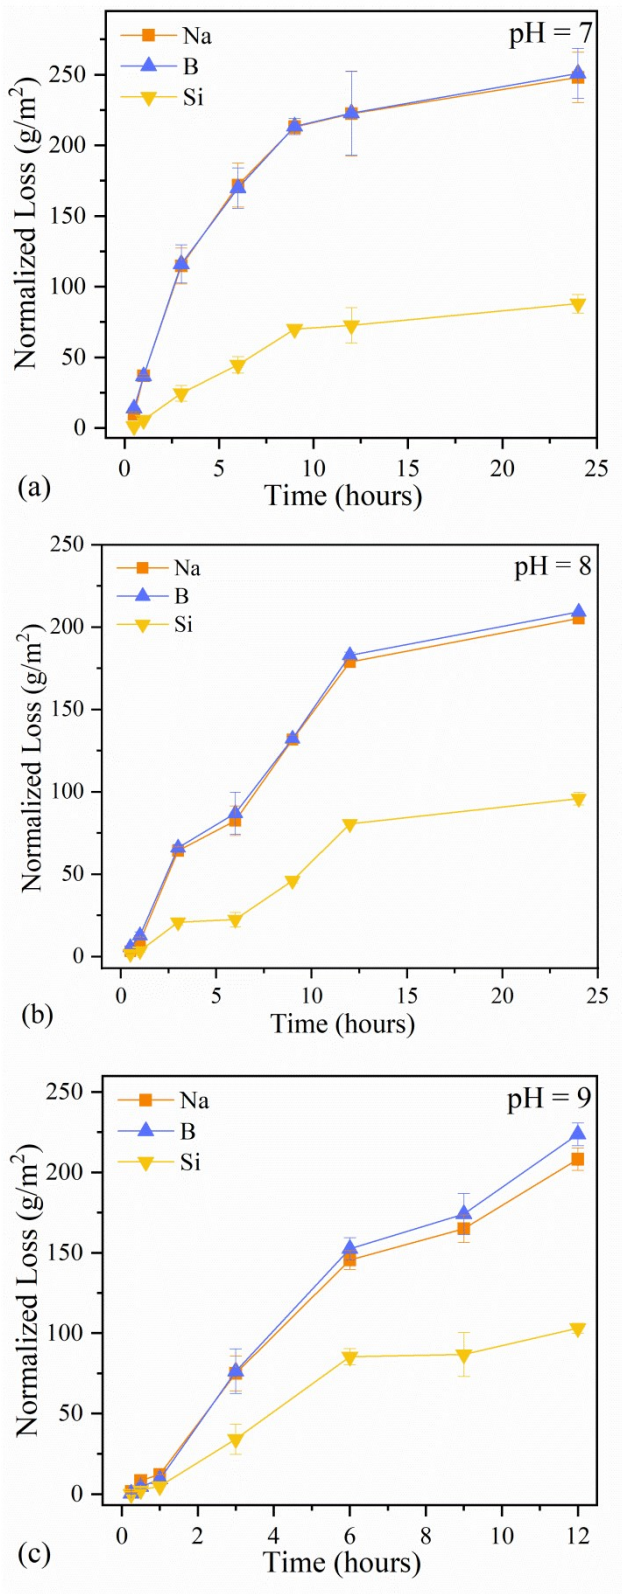 pH = 7
Na
B
Si
250
200
150
100
50
0
Normalized Loss (g/m²)
0 5 10 15 20 25
Time (hours)
(a)
pH = 8
Na
B
Si
250
200
150
100
50
0
Normalized Loss (g/m²)
0 5 10 15 20 25
Time (hours)
(b)
pH = 9
Na
B
Si
250
200
150
100
50
0
Normalized Loss (g/m²)
0 2 4 6 8 10 12
Time (hours)
(c)